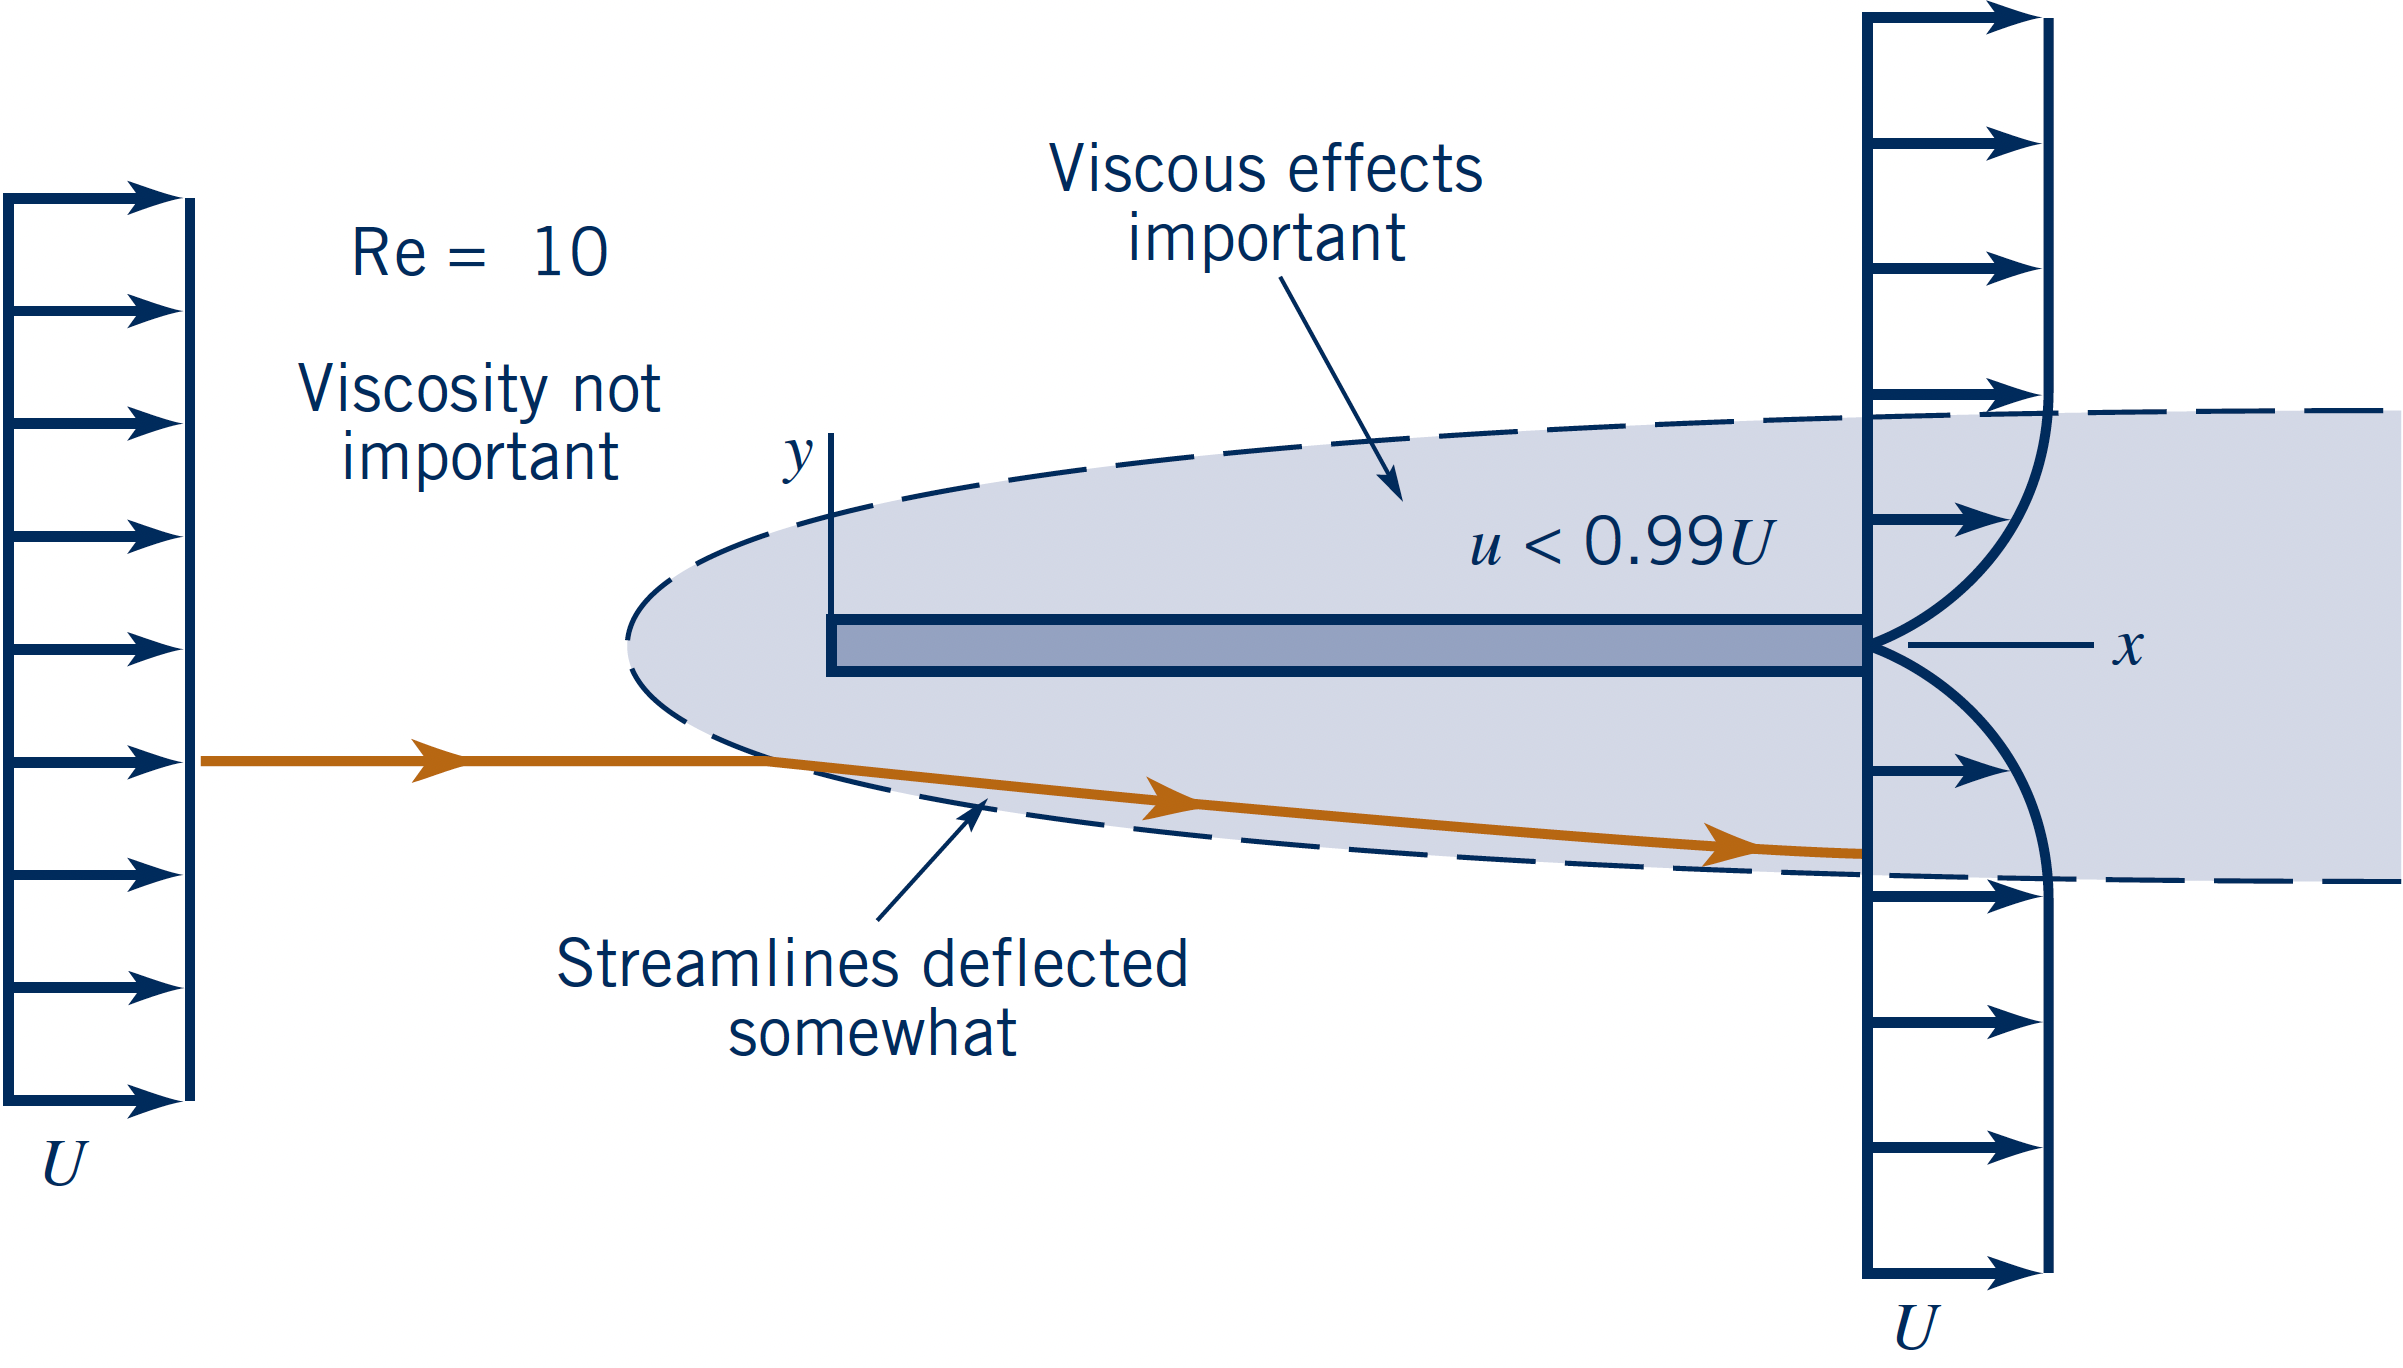 Re = 10
Viscous effects
important
Viscosity not
important
y
u < 0.99U
x
Streamlines deflected
somewhat
U
U